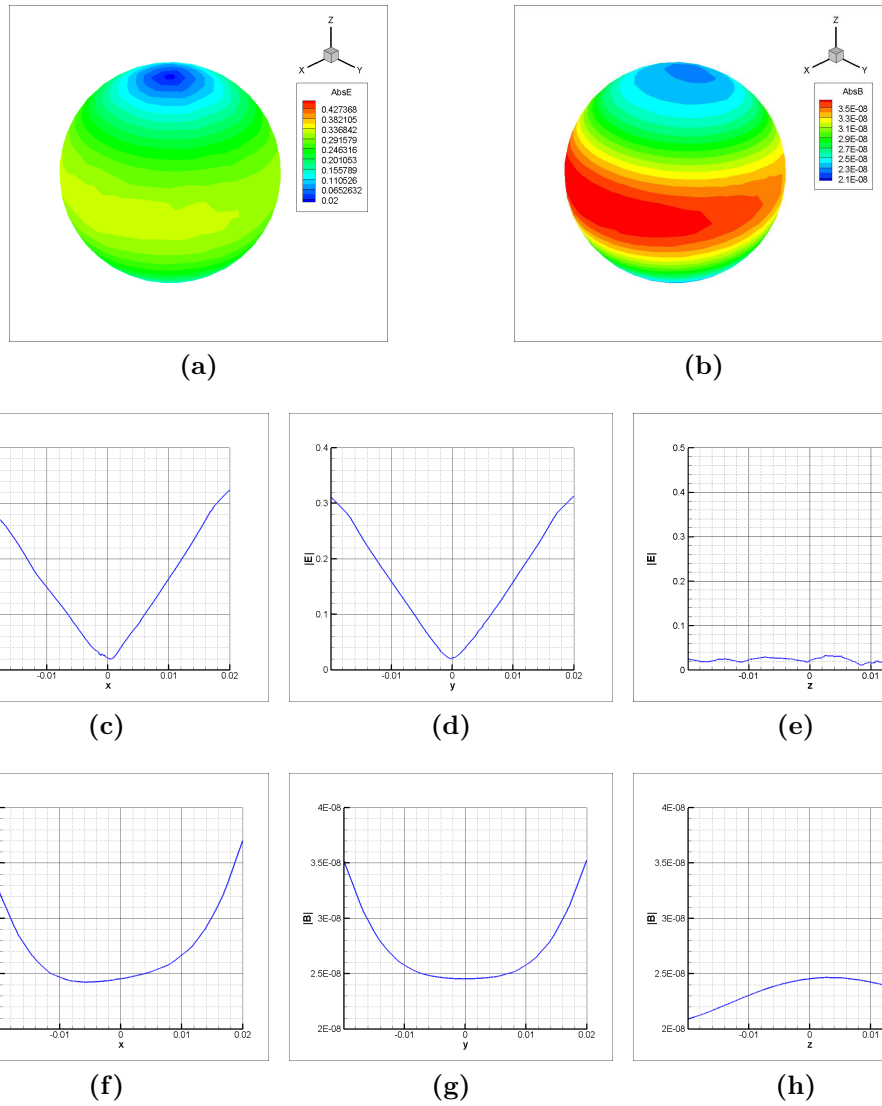 Z
X
Y
AbsE
0.427368
0.382105
0.336842
0.291579
0.246316
0.201053
0.155789
0.110526
0.0652632
0.02
(a)
Z
X
Y
AbsB
3.5E-08
3.3E-08
3.1E-08
2.9E-08
2.7E-08
2.5E-08
2.3E-08
2.1E-08
(b)
-0.01 0 0.01 0.02
x
(c)
0.4
0.3
0.2
0.1
0
|E|
-0.01 0 0.01 0.02
y
(d)
0.5
0.4
0.3
0.2
0.1
0
|E|
-0.01 0 0.01
z
(e)
-0.01 0 0.01 0.02
x
(f)
4E-08
3.5E-08
3E-08
2.5E-08
2E-08
|B|
-0.01 0 0.01 0.02
y
(g)
4E-08
3.5E-08
3E-08
2.5E-08
2E-08
|B|
-0.01 0 0.01
z
(h)